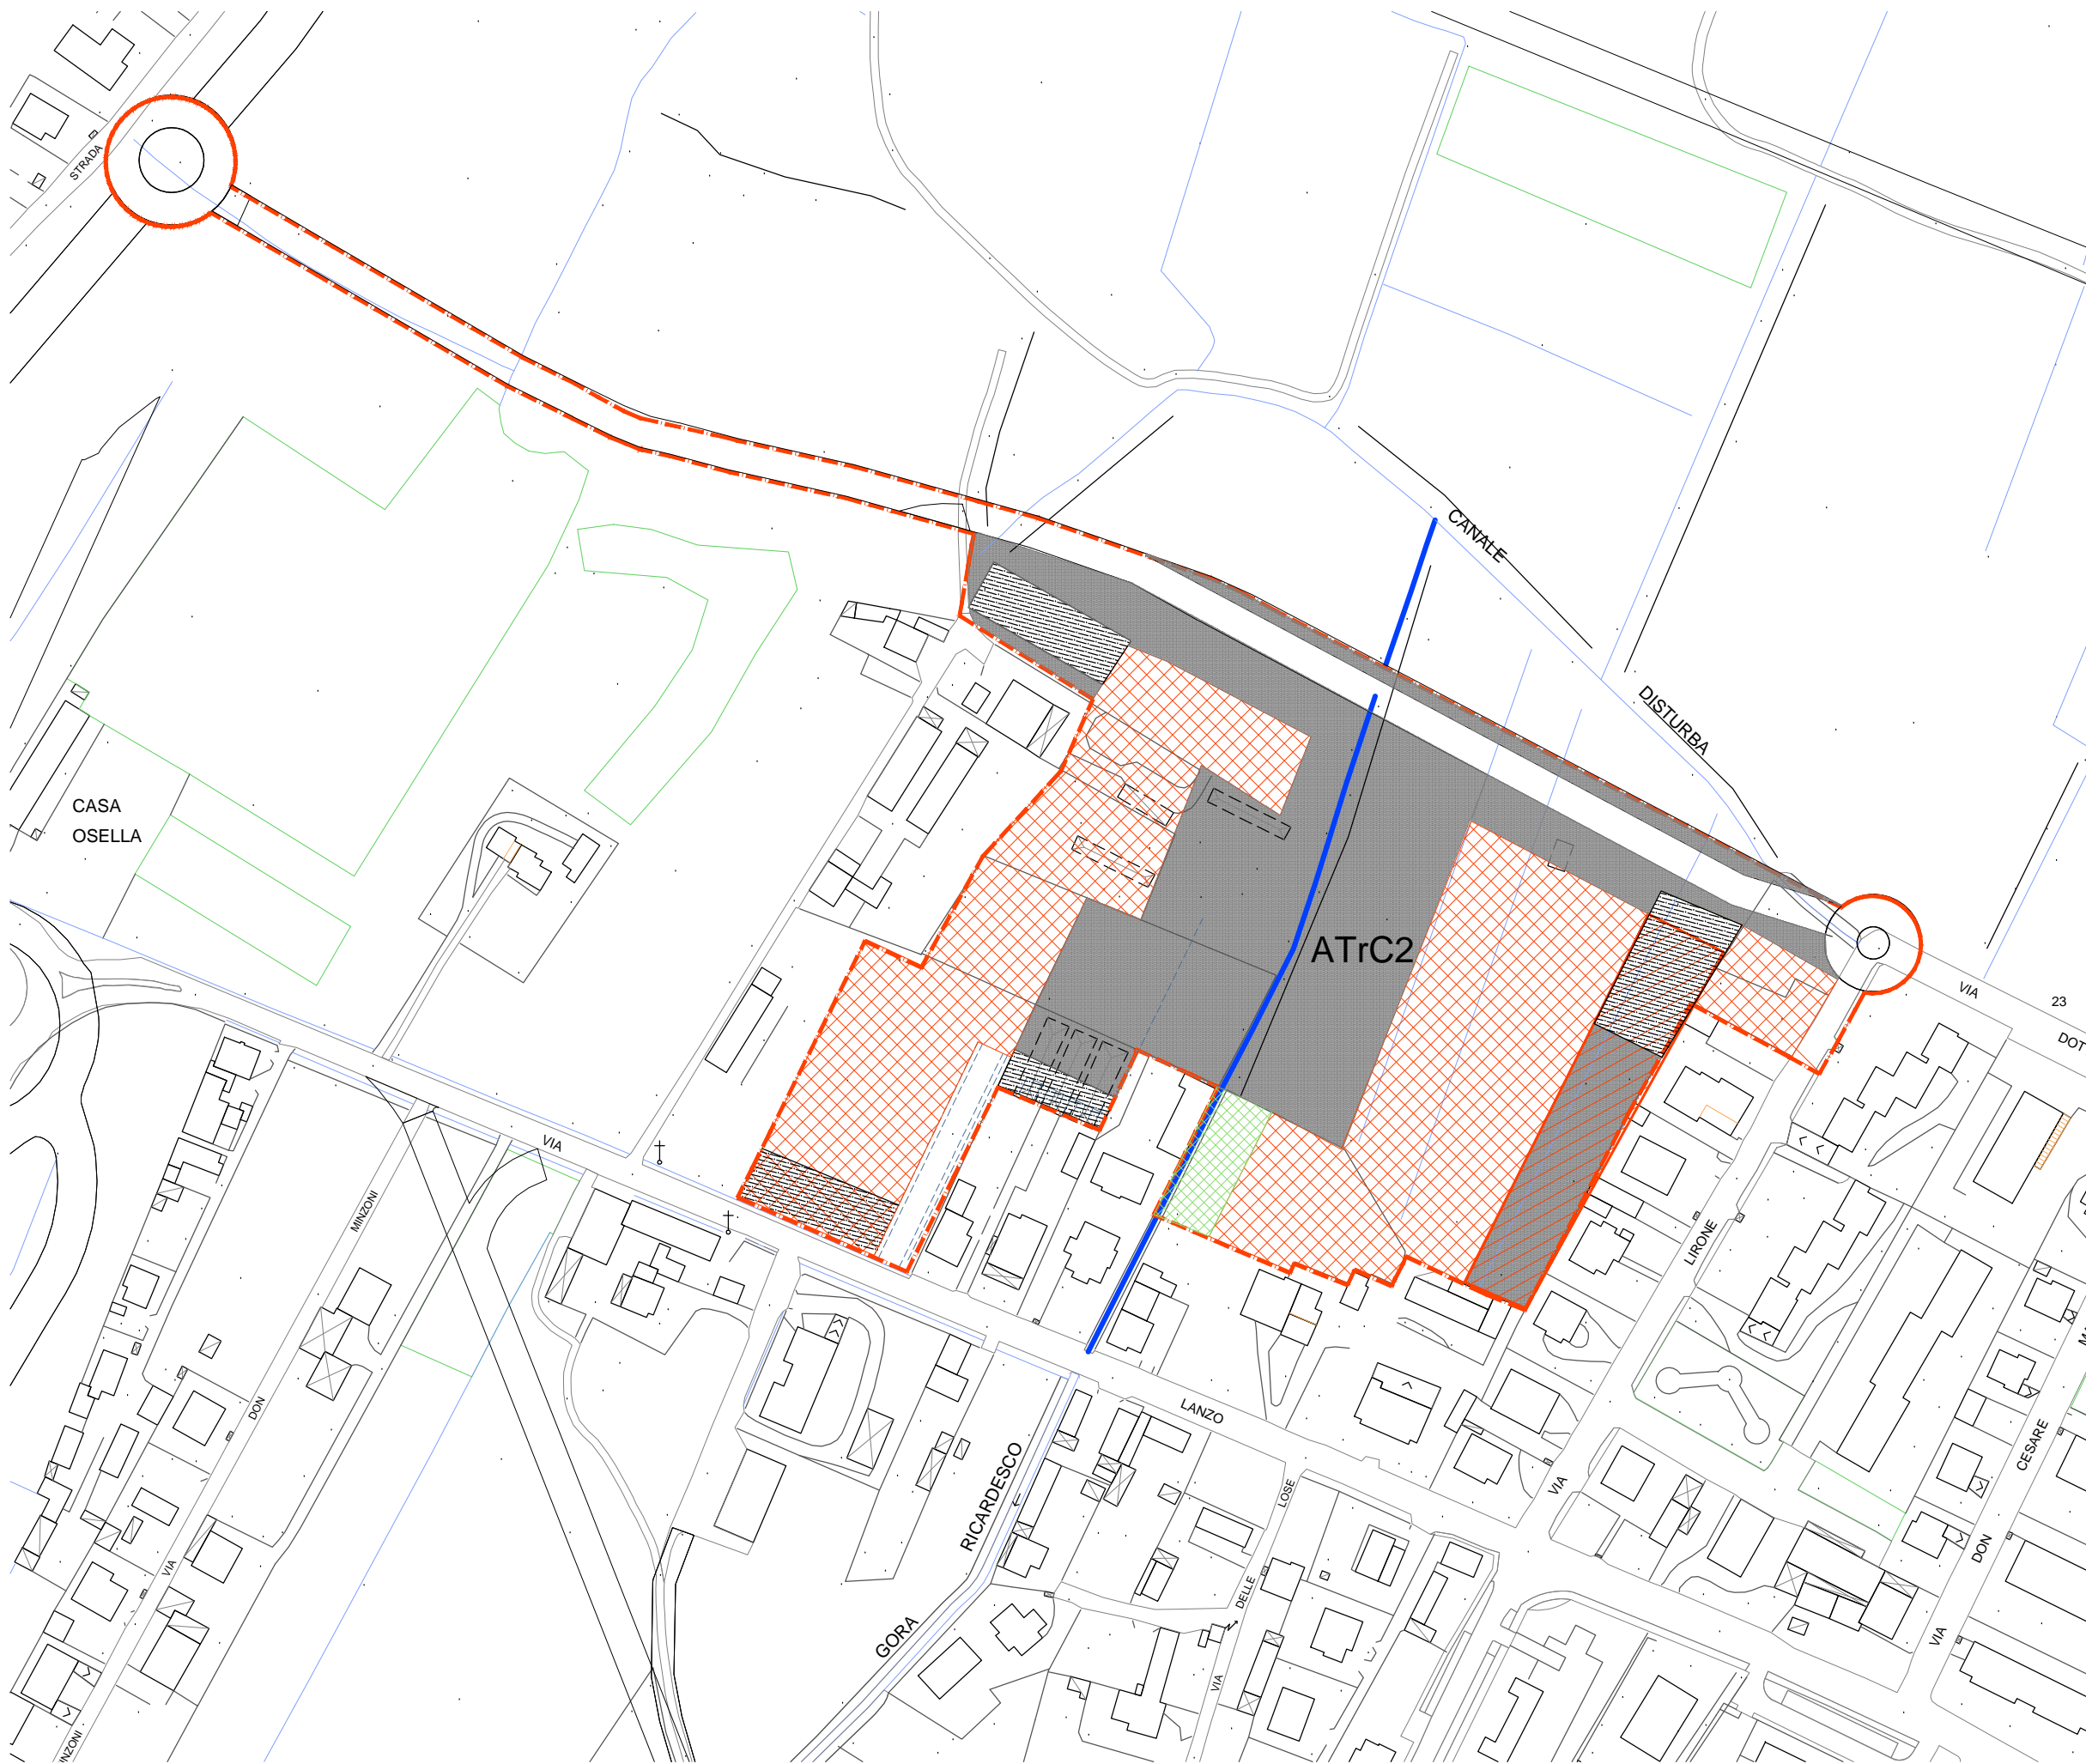 STRADA
CANALE
DISTURBA
CASA
OSELLA
ATrC2
VIA
23
DOT
VIA
MINZONI
LIRONE
DON
LANZO
CESARE
RICARDESCO
LOSE
VIA
DON
VIA
DELLE
GORA
VIA
VIA
NZONI